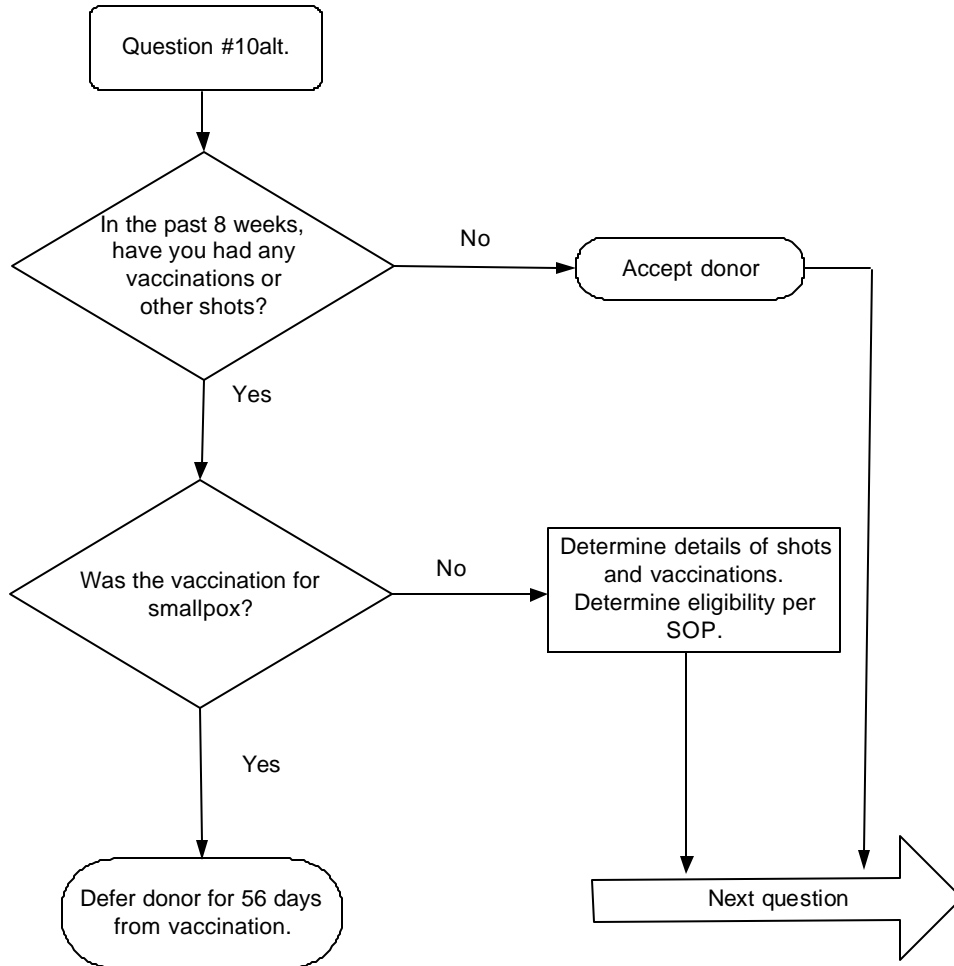 Question #10alt.
In the past 8 weeks,
have you had any
vaccinations or
other shots?
No
Accept donor
Yes
Was the vaccination for
smallpox?
No
Determine details of shots
and vaccinations.
Determine eligibility per
SOP.
Yes
Defer donor for 56 days
from vaccination.
Next question